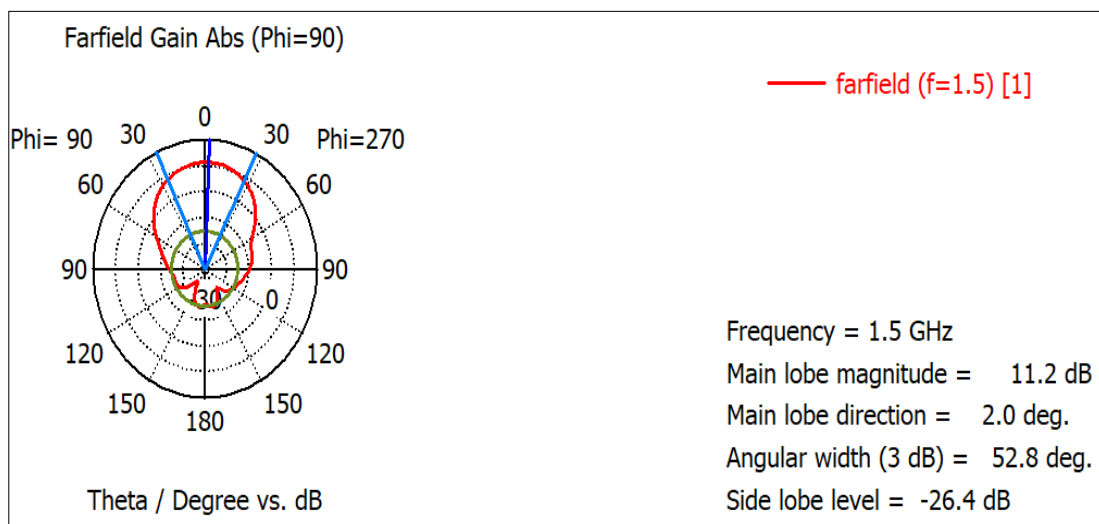 Farfield Gain Abs (Phi=90)
farfield (f=1.5) [1]
0
Phi= 90 30 30 Phi=270
60 60
90 90
-30 0
120 120
150 150
180
Frequency = 1.5 GHz
Main lobe magnitude = 11.2 dB
Main lobe direction = 2.0 deg.
Angular width (3 dB) = 52.8 deg.
Side lobe level = -26.4 dB
Theta / Degree vs. dB